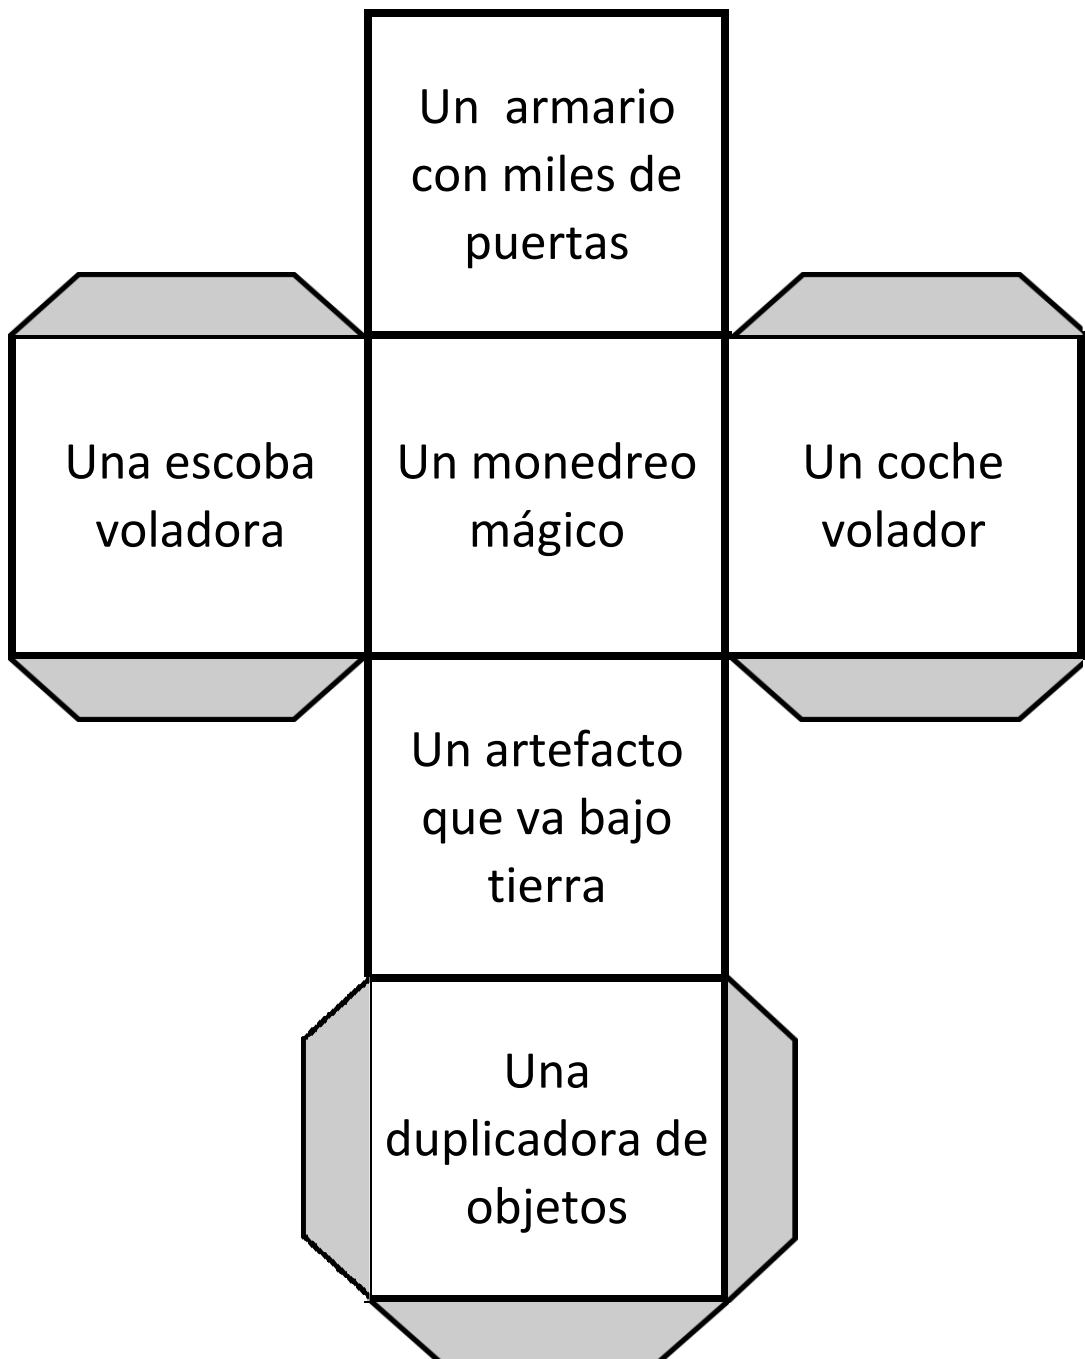 Un armario
con miles de
puertas
Una escoba
voladora
Un monedreo
mágico
Un coche
volador
Un artefacto
que va bajo
tierra
Una
duplicadora de
objetos